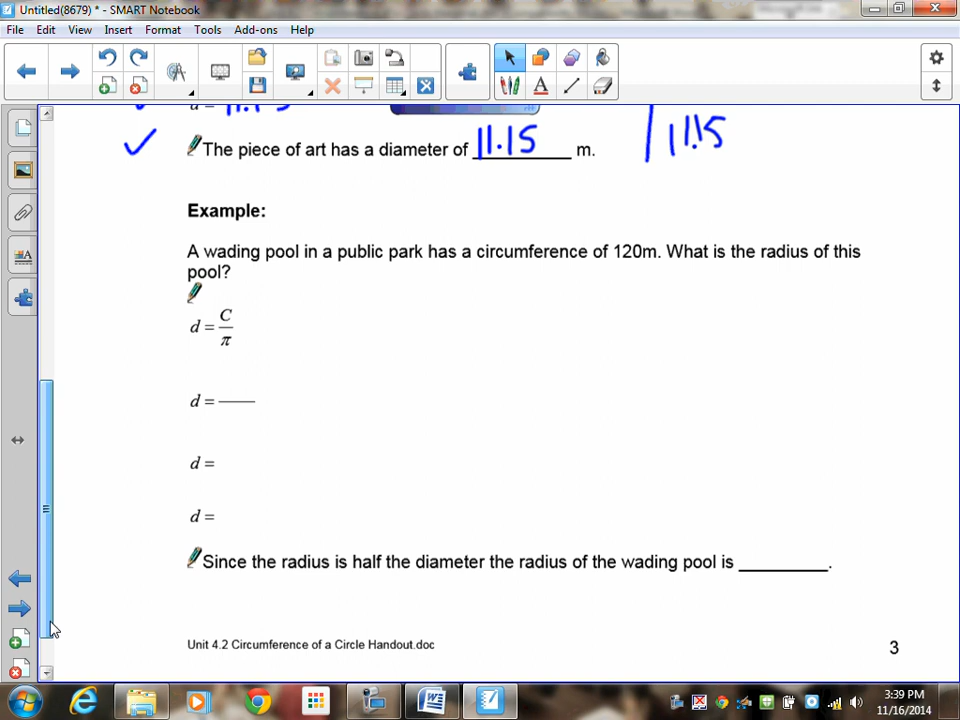 Untitled(8679) * - SMART Notebook
File Edit View Insert Format Tools Add-ons Help
11.15
The piece of art has a diameter of 11.15 m.
Example:
A wading pool in a public park has a circumference of 120m. What is the radius of this
pool?
d = C/π
d = ——
d =
d =
Since the radius is half the diameter the radius of the wading pool is _________.
Unit 4.2 Circumference of a Circle Handout.doc
3
3:39 PM
11/16/2014